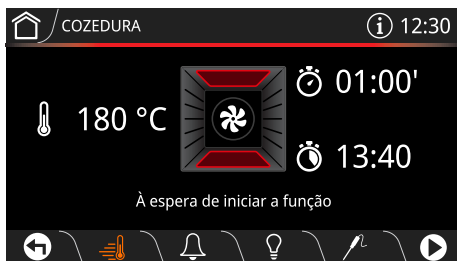 COZEDURA
i 12:30
180 °C
01:00'
13:40
À espera de iniciar a função